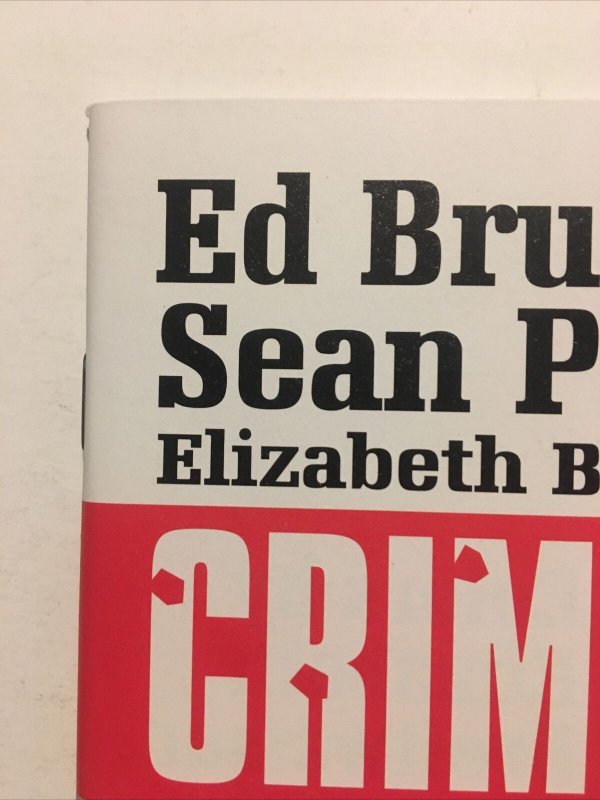 Ed Bru
Sean P
Elizabeth B
CRIM